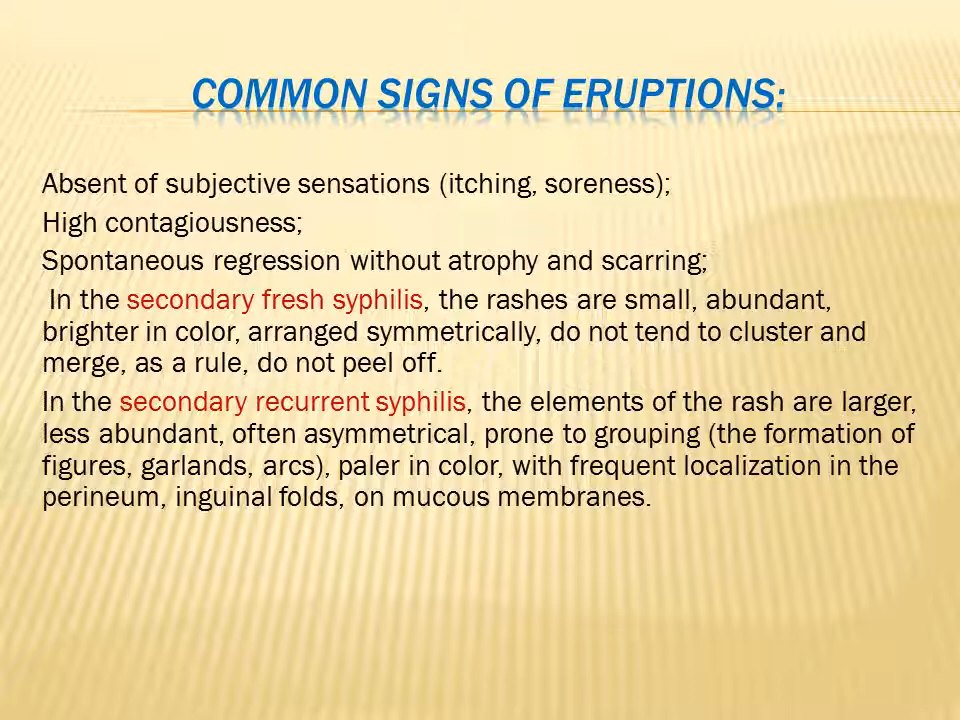 COMMON SIGNS OF ERUPTIONS:
Absent of subjective sensations (itching, soreness);
High contagiousness;
Spontaneous regression without atrophy and scarring;
In the secondary fresh syphilis, the rashes are small, abundant,
brighter in color, arranged symmetrically, do not tend to cluster and
merge, as a rule, do not peel off.
In the secondary recurrent syphilis, the elements of the rash are larger,
less abundant, often asymmetrical, prone to grouping (the formation of
figures, garlands, arcs), paler in color, with frequent localization in the
perineum, inguinal folds, on mucous membranes.